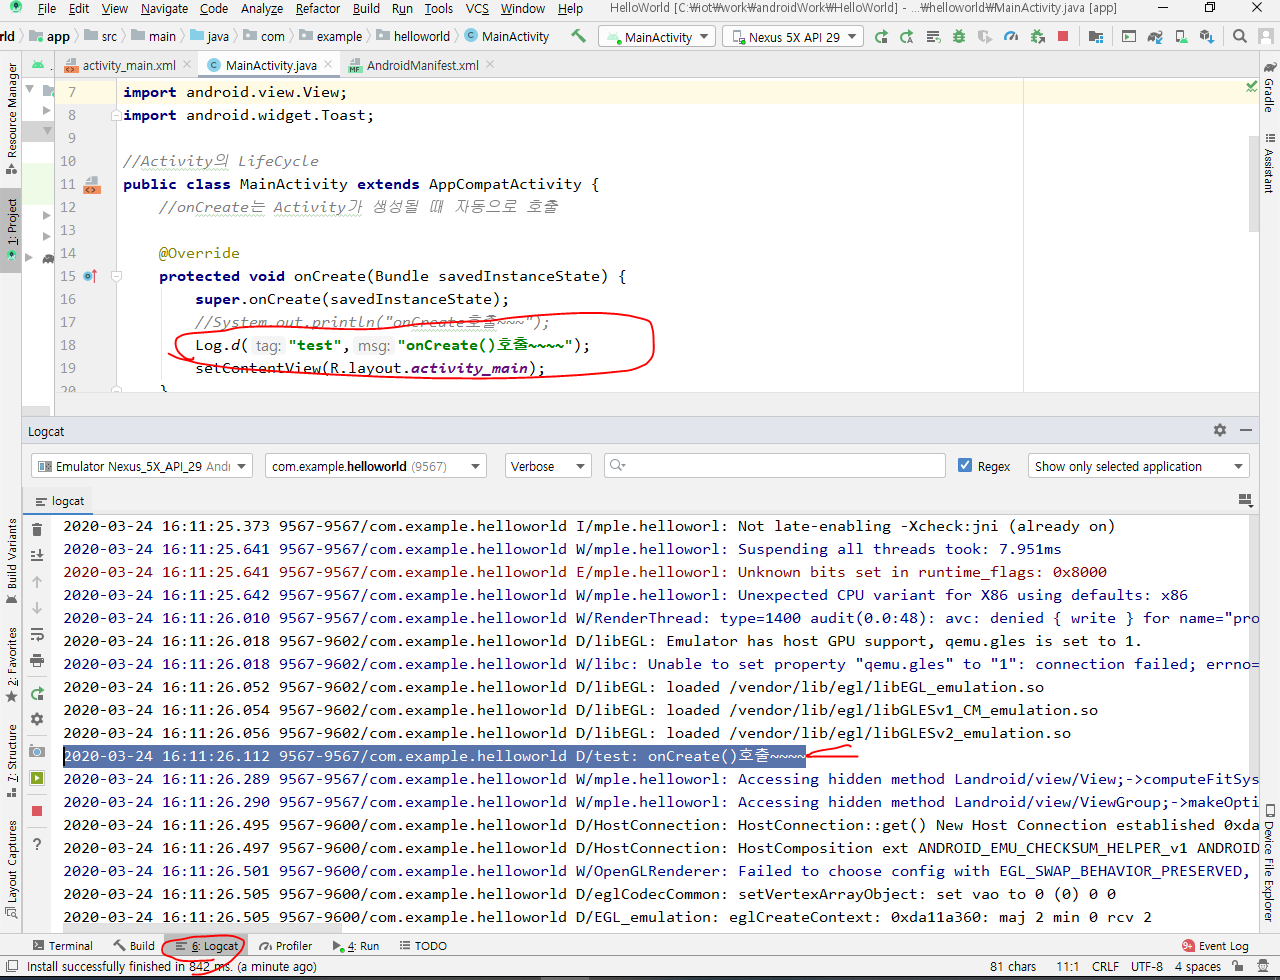 File Edit View Navigate Code Analyze Refactor Build Run Tools VCS Window Help HelloWorld [C:₩iot₩work₩androidWork₩HelloWorld] - ...₩helloworld₩MainActivity.java [app]
rld app src main java com example helloworld MainActivity MainActivity Nexus 5X API 29
activity_main.xml MainActivity.java AndroidManifest.xml
7 import android.view.View;
8 import android.widget.Toast;
9
10 //Activity의 LifeCycle
11 public class MainActivity extends AppCompatActivity {
12 //onCreate는 Activity가 생성될 때 자동으로 호출
13
14 @Override
15 protected void onCreate(Bundle savedInstanceState) {
16 super.onCreate(savedInstanceState);
17 //System.out.println("onCreate호출~~~");
18 Log.d( tag: "test", msg: "onCreate()호출~~~~");
19 setContentView(R.layout.activity_main);
20 }
Resource Manager
1: Project
Build Variants
2: Favorites
7: Structure
Layout Captures
Gradle
Assistant
Device File Explorer
Logcat
Emulator Nexus_5X_API_29 Andr com.example.helloworld (9567) Verbose Regex Show only selected application
logcat
2020-03-24 16:11:25.373 9567-9567/com.example.helloworld I/mple.helloworl: Not late-enabling -Xcheck:jni (already on)
2020-03-24 16:11:25.641 9567-9567/com.example.helloworld W/mple.helloworl: Suspending all threads took: 7.951ms
2020-03-24 16:11:25.641 9567-9567/com.example.helloworld E/mple.helloworl: Unknown bits set in runtime_flags: 0x8000
2020-03-24 16:11:25.642 9567-9567/com.example.helloworld W/mple.helloworl: Unexpected CPU variant for X86 using defaults: x86
2020-03-24 16:11:26.010 9567-9567/com.example.helloworld W/RenderThread: type=1400 audit(0.0:48): avc: denied { write } for name="pro
2020-03-24 16:11:26.018 9567-9602/com.example.helloworld D/libEGL: Emulator has host GPU support, qemu.gles is set to 1.
2020-03-24 16:11:26.018 9567-9602/com.example.helloworld W/libc: Unable to set property "qemu.gles" to "1": connection failed; errno=
2020-03-24 16:11:26.052 9567-9602/com.example.helloworld D/libEGL: loaded /vendor/lib/egl/libEGL_emulation.so
2020-03-24 16:11:26.054 9567-9602/com.example.helloworld D/libEGL: loaded /vendor/lib/egl/libGLESv1_CM_emulation.so
2020-03-24 16:11:26.056 9567-9602/com.example.helloworld D/libEGL: loaded /vendor/lib/egl/libGLESv2_emulation.so
2020-03-24 16:11:26.112 9567-9567/com.example.helloworld D/test: onCreate()호출~~~~
2020-03-24 16:11:26.289 9567-9567/com.example.helloworld W/mple.helloworl: Accessing hidden method Landroid/view/View;->computeFitSys
2020-03-24 16:11:26.290 9567-9567/com.example.helloworld W/mple.helloworl: Accessing hidden method Landroid/view/ViewGroup;->makeOpti
2020-03-24 16:11:26.495 9567-9600/com.example.helloworld D/HostConnection: HostConnection::get() New Host Connection established 0xda
2020-03-24 16:11:26.497 9567-9600/com.example.helloworld D/HostConnection: HostComposition ext ANDROID_EMU_CHECKSUM_HELPER_v1 ANDROID
2020-03-24 16:11:26.501 9567-9600/com.example.helloworld W/OpenGLRenderer: Failed to choose config with EGL_SWAP_BEHAVIOR_PRESERVED,
2020-03-24 16:11:26.505 9567-9600/com.example.helloworld D/eglCodecCommon: setVertexArrayObject: set vao to 0 (0) 0 0
2020-03-24 16:11:26.505 9567-9600/com.example.helloworld D/EGL_emulation: eglCreateContext: 0xda11a360: maj 2 min 0 rcv 2
Terminal Build 6: Logcat Profiler 4: Run TODO 9+ Event Log
Install successfully finished in 842 ms. (a minute ago) 81 chars 11:1 CRLF UTF-8 4 spaces